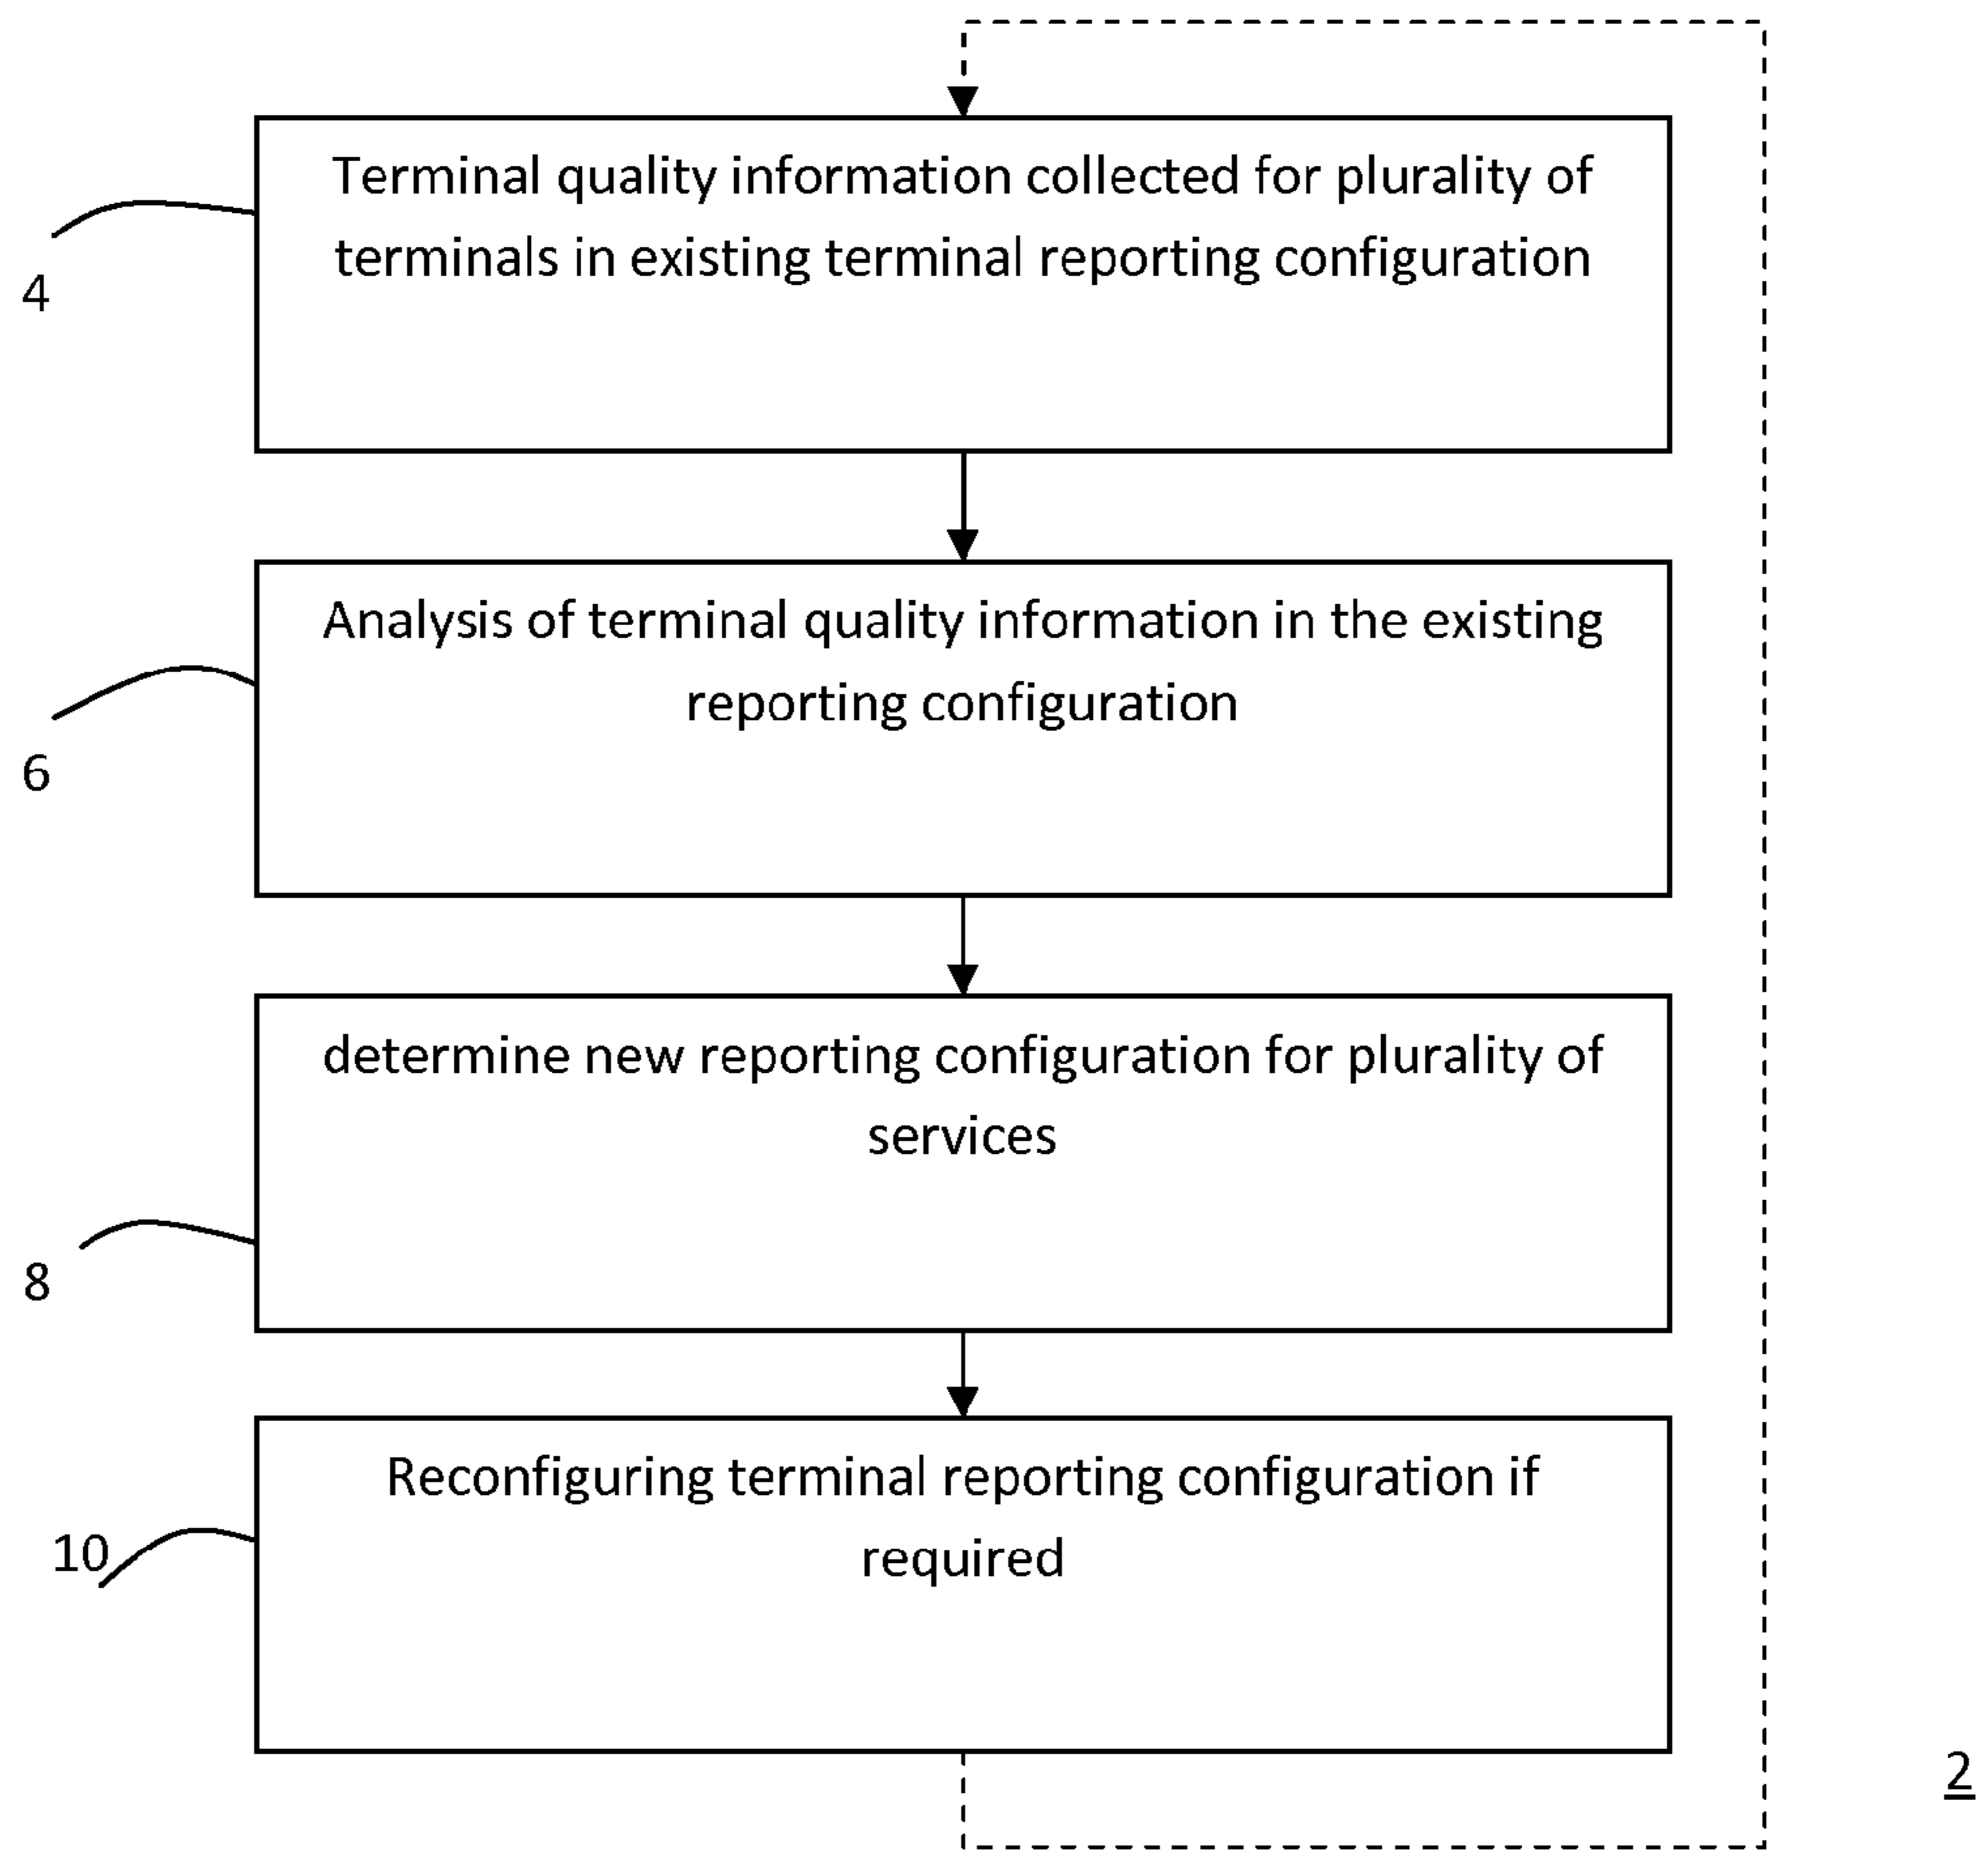 Terminal quality information collected for plurality of
terminals in existing terminal reporting configuration
4
Analysis of terminal quality information in the existing
reporting configuration
6
determine new reporting configuration for plurality of
services
8
Reconfiguring terminal reporting configuration if
required
10
2